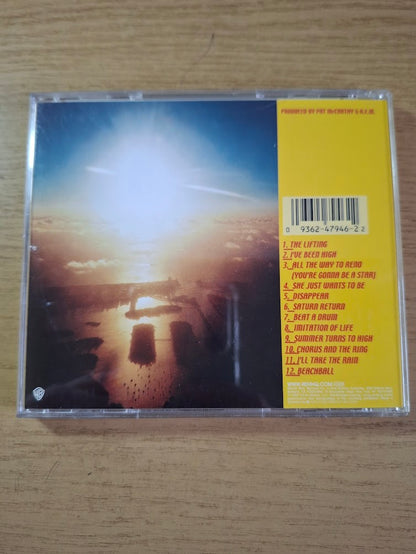 PRODUCED BY PAT McCARTHY & R.E.M.
0 9362-47946-2 2
1. THE LIFTING
2. I'VE BEEN HIGH
3. ALL THE WAY TO RENO
(YOU'RE GONNA BE A STAR)
4. SHE JUST WANTS TO BE
5. DISAPPEAR
6. SATURN RETURN
7. BEAT A DRUM
8. IMITATION OF LIFE
9. SUMMER TURNS TO HIGH
10. CHORUS AND THE RING
11. I'LL TAKE THE RAIN
12. BEACHBALL